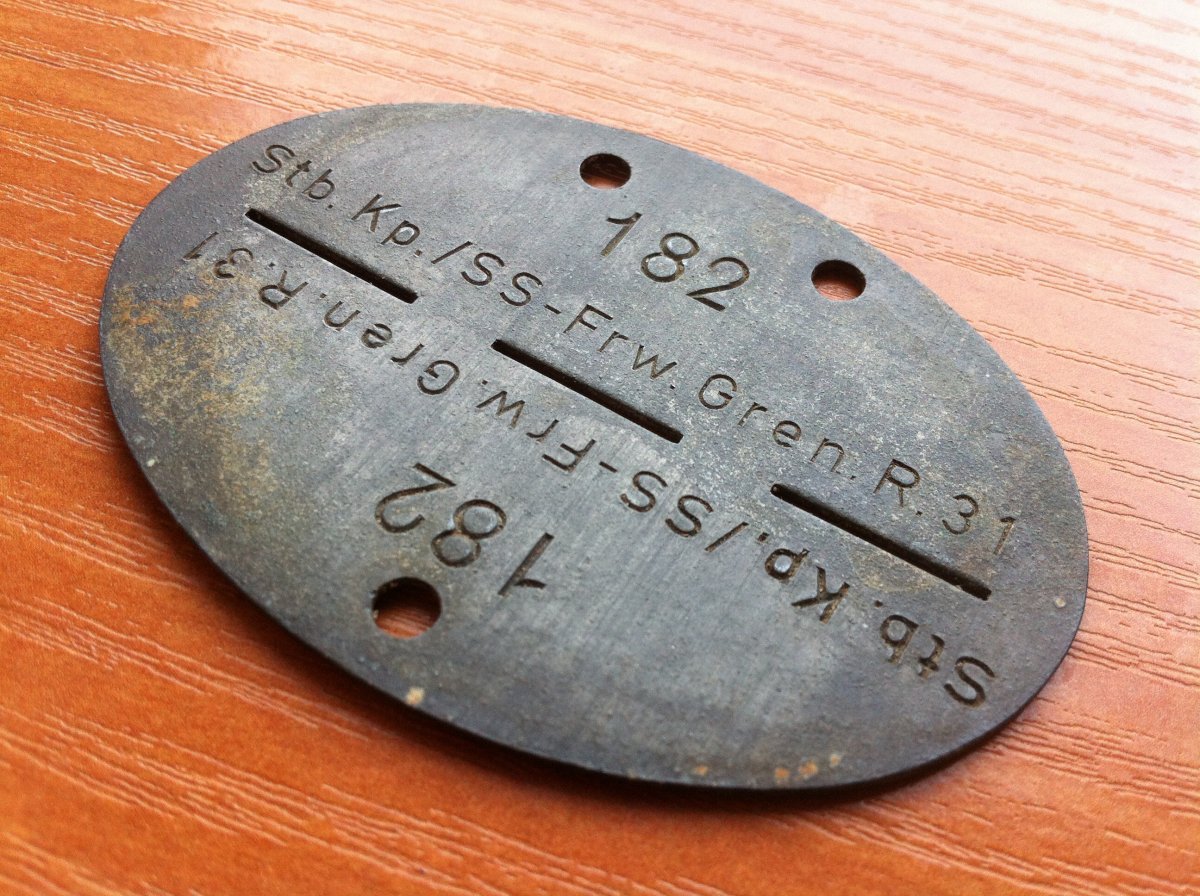 182
Stb. Kp./SS-Frw. Gren. R. 31
Stb. Kp./SS-Frw. Gren. R. 31
182